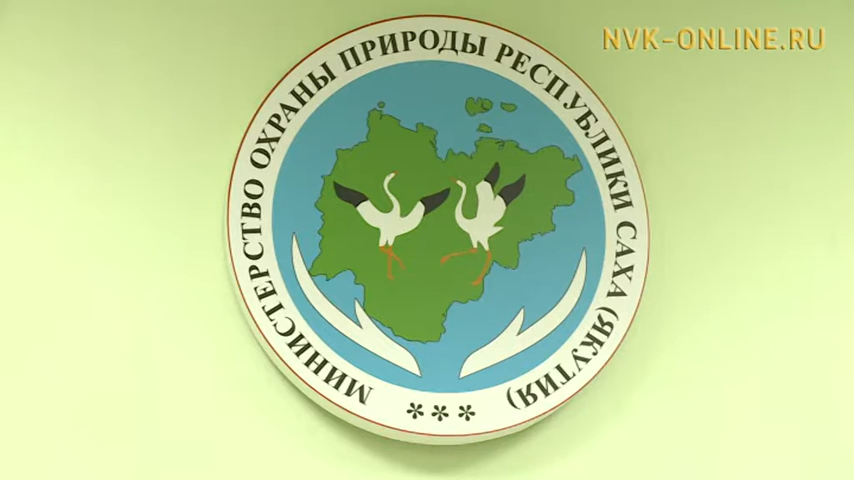 NVK-ONLINE.RU
МИНИСТЕРСТВО ОХРАНЫ ПРИРОДЫ РЕСПУБЛИКИ САХА (ЯКУТИЯ)
***